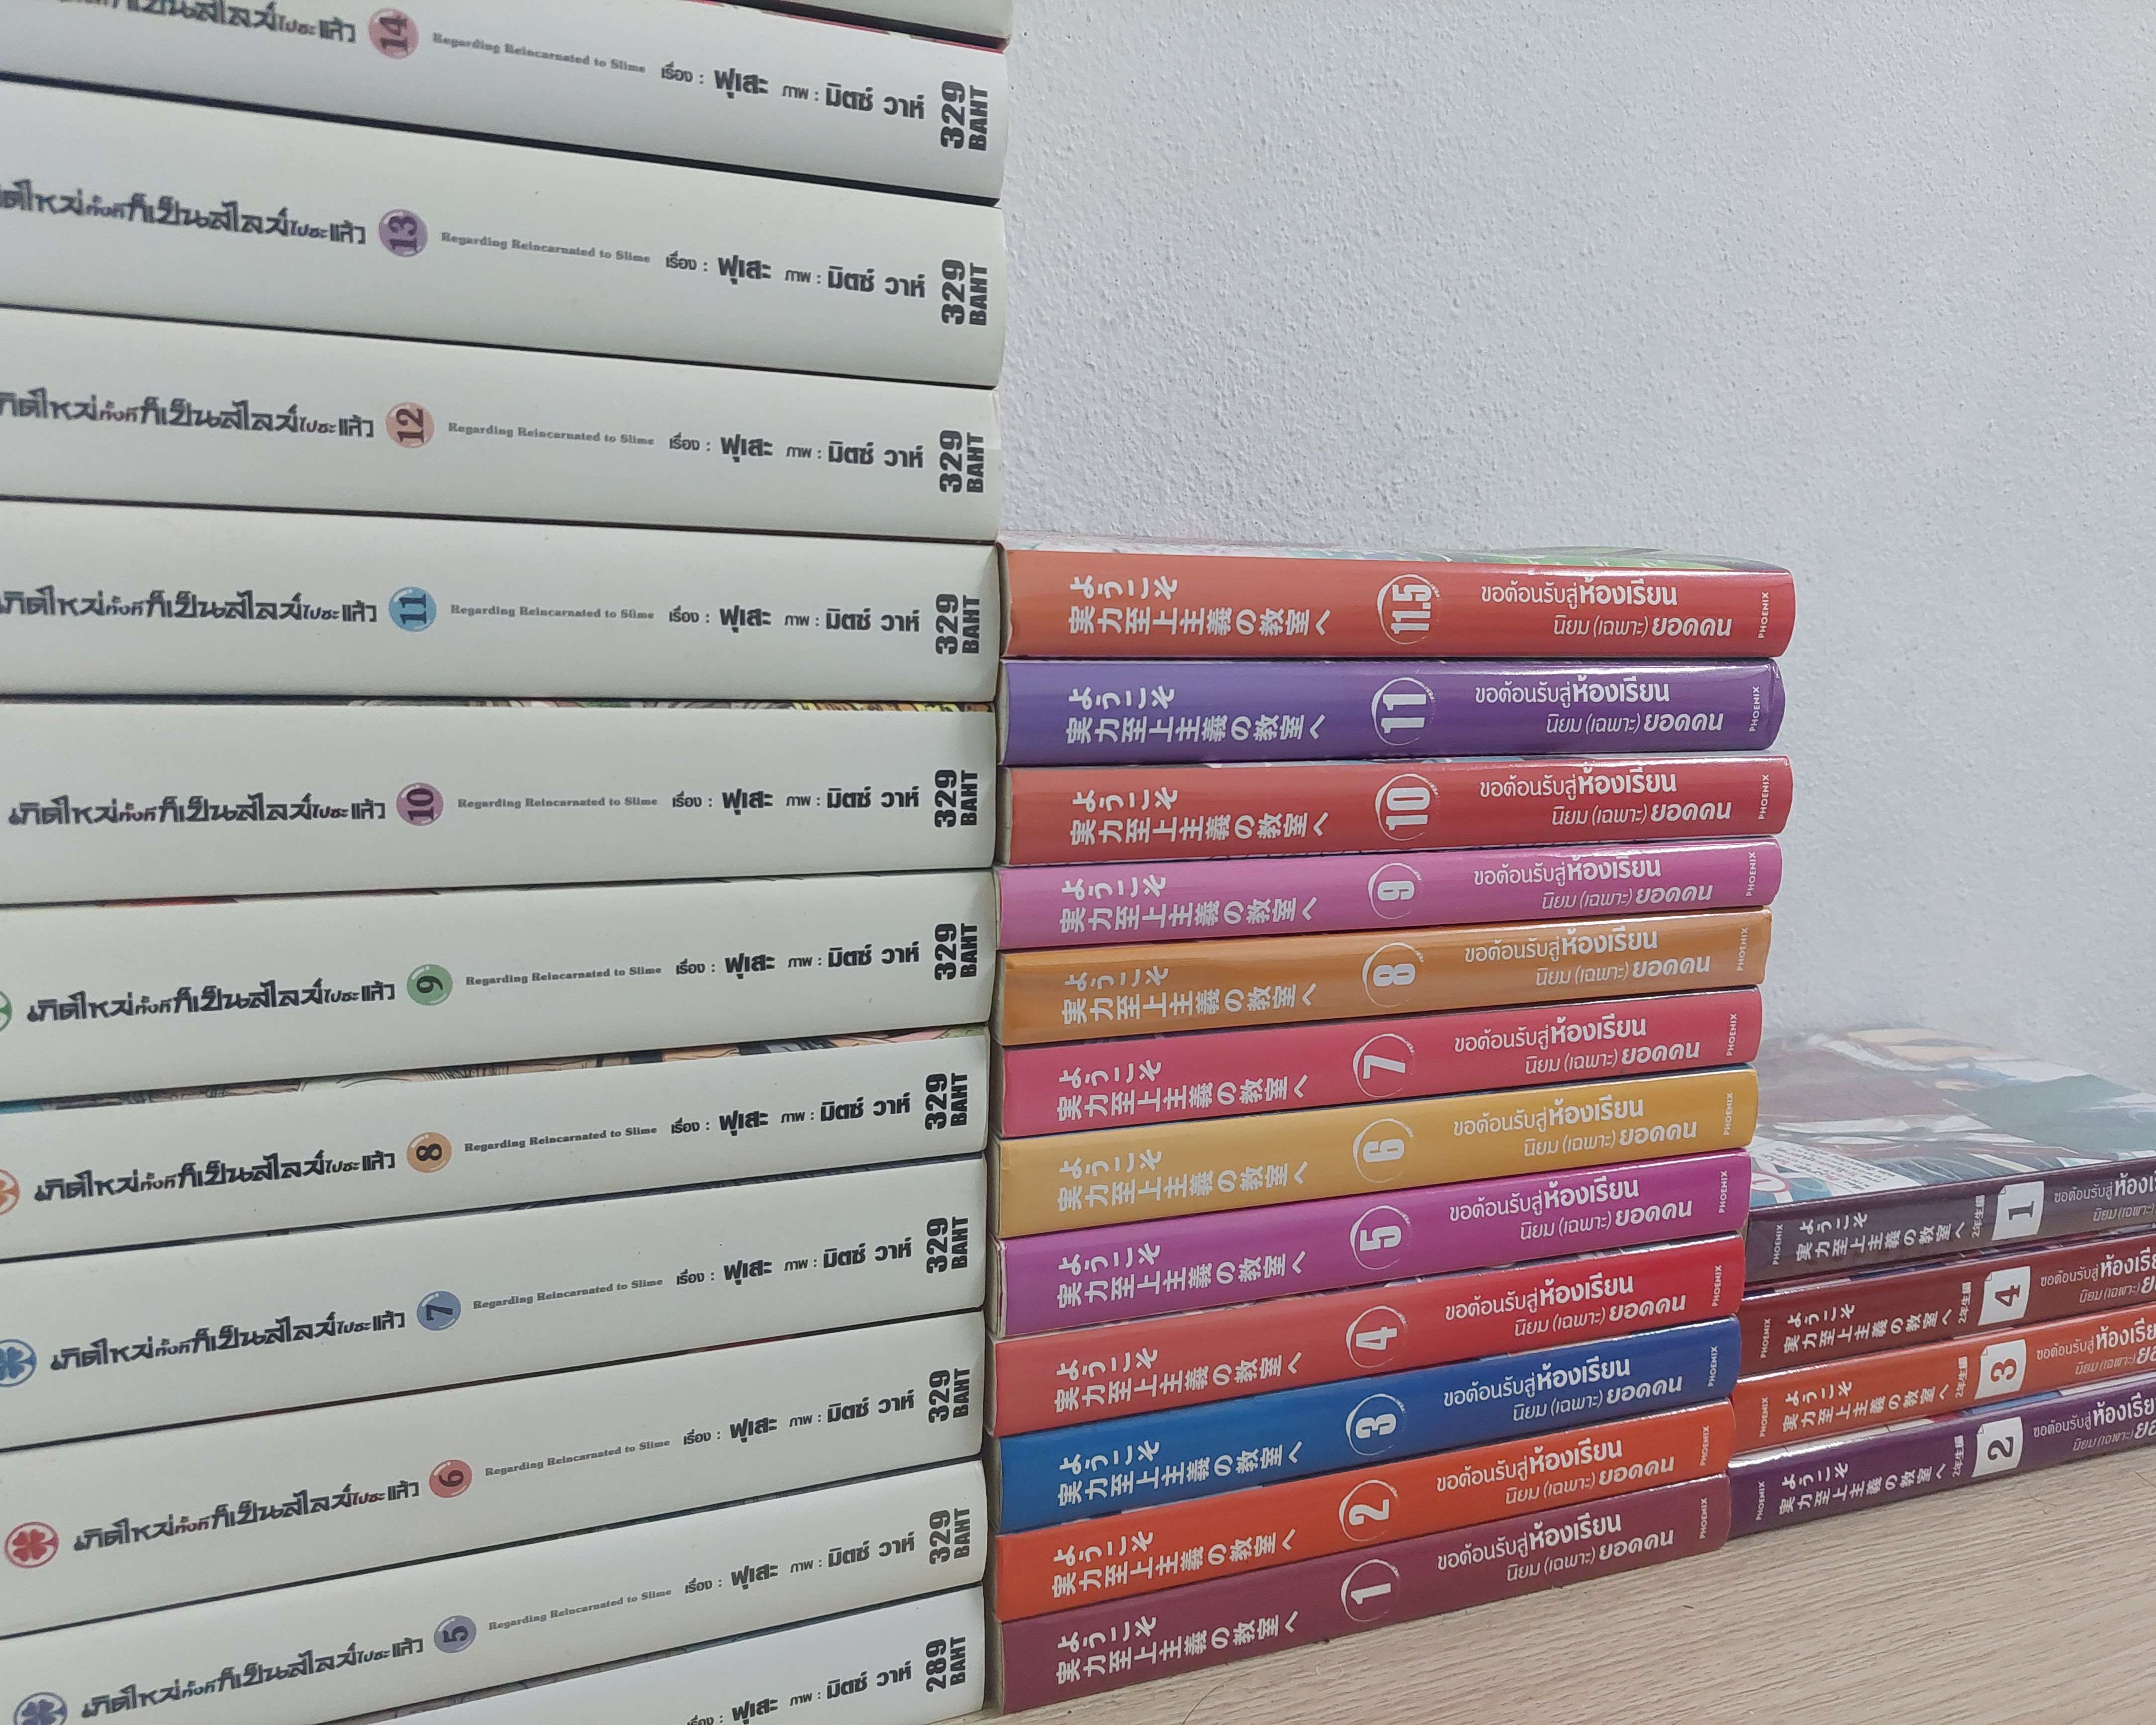 ก็เป็นสไลม์ไปซะแล้ว 14 Regarding Reincarnated to Slime เรื่อง : ฟุเสะ ภาพ : มิตซ์ วาห์ 329 BAHT
เกิดใหม่ทั้งทีก็เป็นสไลม์ไปซะแล้ว 13 Regarding Reincarnated to Slime เรื่อง : ฟุเสะ ภาพ : มิตซ์ วาห์ 329 BAHT
เกิดใหม่ทั้งทีก็เป็นสไลม์ไปซะแล้ว 12 Regarding Reincarnated to Slime เรื่อง : ฟุเสะ ภาพ : มิตซ์ วาห์ 329 BAHT
เกิดใหม่ทั้งทีก็เป็นสไลม์ไปซะแล้ว 11 Regarding Reincarnated to Slime เรื่อง : ฟุเสะ ภาพ : มิตซ์ วาห์ 329 BAHT
เกิดใหม่ทั้งทีก็เป็นสไลม์ไปซะแล้ว 10 Regarding Reincarnated to Slime เรื่อง : ฟุเสะ ภาพ : มิตซ์ วาห์ 329 BAHT
เกิดใหม่ทั้งทีก็เป็นสไลม์ไปซะแล้ว 9 Regarding Reincarnated to Slime เรื่อง : ฟุเสะ ภาพ : มิตซ์ วาห์ 329 BAHT
เกิดใหม่ทั้งทีก็เป็นสไลม์ไปซะแล้ว 8 Regarding Reincarnated to Slime เรื่อง : ฟุเสะ ภาพ : มิตซ์ วาห์ 329 BAHT
เกิดใหม่ทั้งทีก็เป็นสไลม์ไปซะแล้ว 7 Regarding Reincarnated to Slime เรื่อง : ฟุเสะ ภาพ : มิตซ์ วาห์ 329 BAHT
เกิดใหม่ทั้งทีก็เป็นสไลม์ไปซะแล้ว 6 Regarding Reincarnated to Slime เรื่อง : ฟุเสะ ภาพ : มิตซ์ วาห์ 329 BAHT
เกิดใหม่ทั้งทีก็เป็นสไลม์ไปซะแล้ว 5 Regarding Reincarnated to Slime เรื่อง : ฟุเสะ ภาพ : มิตซ์ วาห์ 329 BAHT
เรื่อง : ฟุเสะ ภาพ : มิตซ์ วาห์ 289 BAHT
ようこそ
実力至上主義の教室へ 11.5 ขอต้อนรับสู่ห้องเรียน
นิยม (เฉพาะ) ยอดคน PHOENIX
ようこそ
実力至上主義の教室へ 11 ขอต้อนรับสู่ห้องเรียน
นิยม (เฉพาะ) ยอดคน PHOENIX
ようこそ
実力至上主義の教室へ 10 ขอต้อนรับสู่ห้องเรียน
นิยม (เฉพาะ) ยอดคน PHOENIX
ようこそ
実力至上主義の教室へ 9 ขอต้อนรับสู่ห้องเรียน
นิยม (เฉพาะ) ยอดคน PHOENIX
ようこそ
実力至上主義の教室へ 8 ขอต้อนรับสู่ห้องเรียน
นิยม (เฉพาะ) ยอดคน PHOENIX
ようこそ
実力至上主義の教室へ 7 ขอต้อนรับสู่ห้องเรียน
นิยม (เฉพาะ) ยอดคน PHOENIX
ようこそ
実力至上主義の教室へ 6 ขอต้อนรับสู่ห้องเรียน
นิยม (เฉพาะ) ยอดคน PHOENIX
ようこそ
実力至上主義の教室へ 5 ขอต้อนรับสู่ห้องเรียน
นิยม (เฉพาะ) ยอดคน PHOENIX
ようこそ
実力至上主義の教室へ 4 ขอต้อนรับสู่ห้องเรียน
นิยม (เฉพาะ) ยอดคน PHOENIX
ようこそ
実力至上主義の教室へ 3 ขอต้อนรับสู่ห้องเรียน
นิยม (เฉพาะ) ยอดคน PHOENIX
ようこそ
実力至上主義の教室へ 2 ขอต้อนรับสู่ห้องเรียน
นิยม (เฉพาะ) ยอดคน PHOENIX
ようこそ
実力至上主義の教室へ 1 ขอต้อนรับสู่ห้องเรียน
นิยม (เฉพาะ) ยอดคน PHOENIX
PHOENIX ようこそ
実力至上主義の教室へ 2年生編 1 ขอต้อนรับสู่ห้องเ
นิยม (เฉพาะ)
PHOENIX ようこそ
実力至上主義の教室へ 2年生編 4 ขอต้อนรับสู่ห้องเรีย
นิยม (เฉพาะ) ย
PHOENIX ようこそ
実力至上主義の教室へ 2年生編 3 ขอต้อนรับสู่ห้องเรีย
นิยม (เฉพาะ) ยอ
PHOENIX ようこそ
実力至上主義の教室へ 2年生編 2 ขอต้อนรับสู่ห้องเรีย
นิยม (เฉพาะ) ยอ